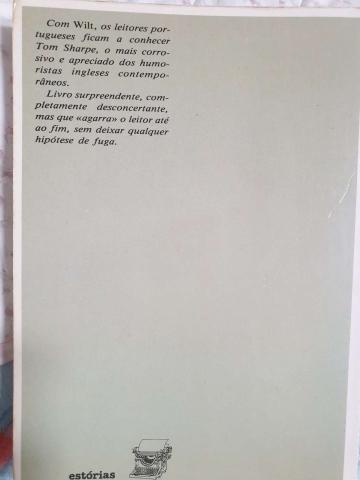 Com Wilt, os leitores por-
tugueses ficam a conhecer
Tom Sharpe, o mais corro-
sivo e apreciado dos humo-
ristas ingleses contempo-
râneos.
Livro surpreendente, com-
pletamente desconcertante,
mas que «agarra» o leitor até
ao fim, sem deixar qualquer
hipótese de fuga.
estórias